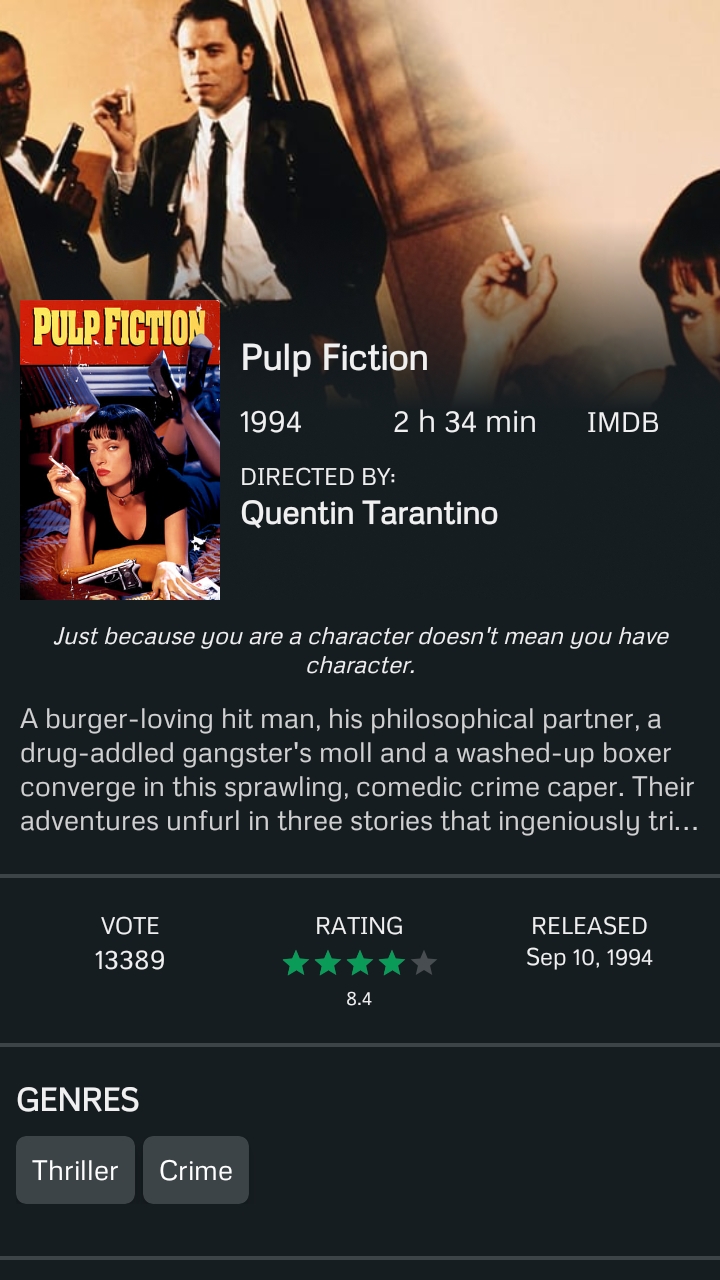 PULP FICTION
Pulp Fiction
1994 2 h 34 min IMDB
DIRECTED BY:
Quentin Tarantino
Just because you are a character doesn't mean you have
character.
A burger-loving hit man, his philosophical partner, a
drug-addled gangster's moll and a washed-up boxer
converge in this sprawling, comedic crime caper. Their
adventures unfurl in three stories that ingeniously tri...
VOTE RATING RELEASED
13389 Sep 10, 1994
8.4
GENRES
Thriller Crime